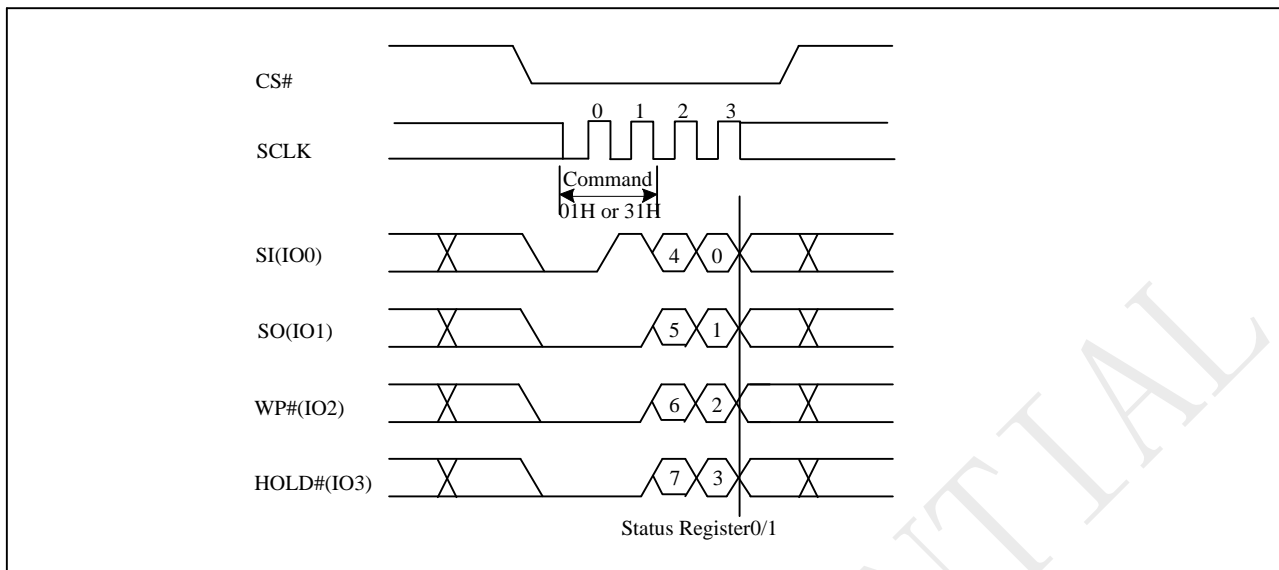 CS#
0 1 2 3
SCLK
Command
01H or 31H
SI(IO0) 4 0
SO(IO1) 5 1
WP#(IO2) 6 2
HOLD#(IO3) 7 3
Status Register0/1
NTIAL